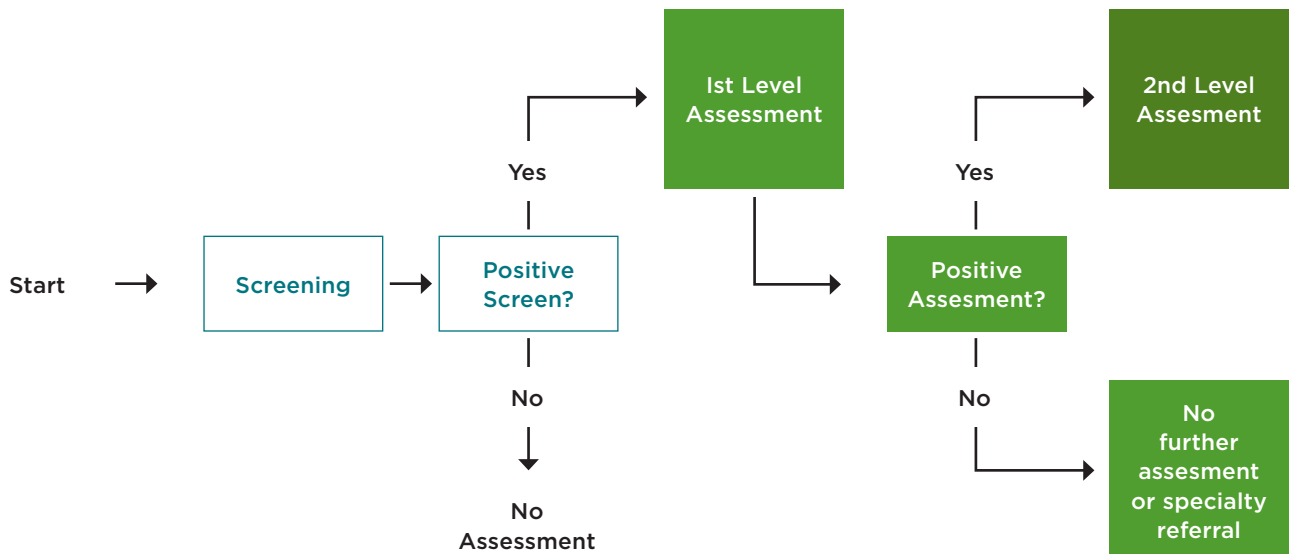 Start
Screening
Positive
Screen?
Yes
No
No
Assessment
Ist Level
Assessment
Positive
Assesment?
Yes
No
2nd Level
Assesment
No
further
assesment
or specialty
referral